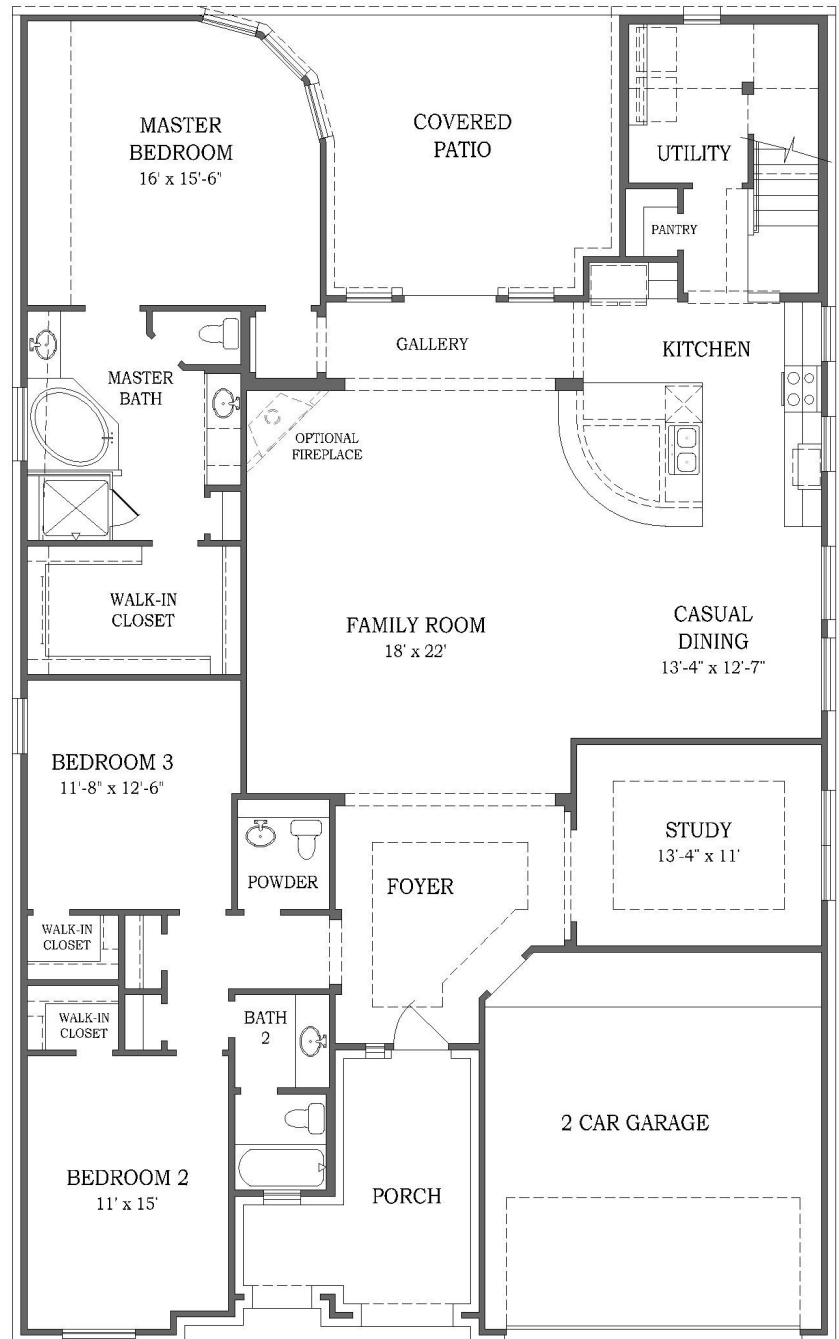 MASTER
BEDROOM
16' x 15'-6"
COVERED
PATIO
UTILITY
PANTRY
GALLERY
KITCHEN
MASTER
BATH
OPTIONAL
FIREPLACE
WALK-IN
CLOSET
FAMILY ROOM
18' x 22'
CASUAL
DINING
13'-4" x 12'-7"
BEDROOM 3
11'-8" x 12'-6"
POWDER
FOYER
STUDY
13'-4" x 11'
WALK-IN
CLOSET
WALK-IN
CLOSET
BATH
2
2 CAR GARAGE
BEDROOM 2
11' x 15'
PORCH